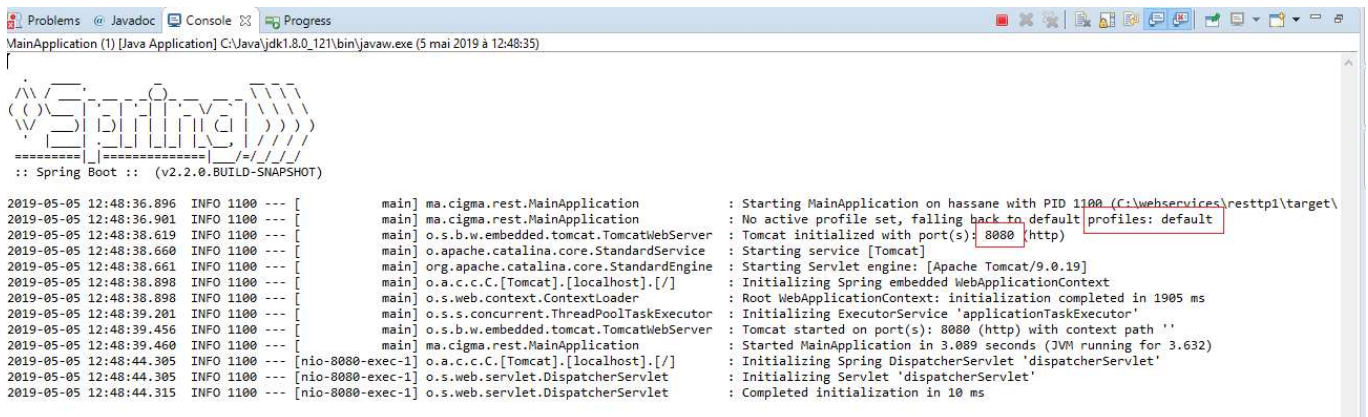 Problems @ Javadoc Console Progress
MainApplication (1) [Java Application] C:\Java\jdk1.8.0_121\bin\javaw.exe (5 mai 2019 à 12:48:35)
Spring
:: Spring Boot :: (v2.2.0.BUILD-SNAPSHOT)
2019-05-05 12:48:36.896 INFO 1100 --- [ main] ma.cigma.rest.MainApplication : Starting MainApplication on hassane with PID 1100 (C:\webservices\resttp1\target\
2019-05-05 12:48:36.901 INFO 1100 --- [ main] ma.cigma.rest.MainApplication : No active profile set, falling back to default profiles: default
2019-05-05 12:48:38.619 INFO 1100 --- [ main] o.s.b.w.embedded.tomcat.TomcatWebServer : Tomcat initialized with port(s): 8080 (http)
2019-05-05 12:48:38.660 INFO 1100 --- [ main] o.apache.catalina.core.StandardService : Starting service [Tomcat]
2019-05-05 12:48:38.661 INFO 1100 --- [ main] org.apache.catalina.core.StandardEngine : Starting Servlet engine: [Apache Tomcat/9.0.19]
2019-05-05 12:48:38.898 INFO 1100 --- [ main] o.a.c.c.C.[Tomcat].[localhost].[/] : Initializing Spring embedded WebApplicationContext
2019-05-05 12:48:38.898 INFO 1100 --- [ main] o.s.web.context.ContextLoader : Root WebApplicationContext: initialization completed in 1905 ms
2019-05-05 12:48:39.201 INFO 1100 --- [ main] o.s.s.concurrent.ThreadPoolTaskExecutor : Initializing ExecutorService 'applicationTaskExecutor'
2019-05-05 12:48:39.456 INFO 1100 --- [ main] o.s.b.w.embedded.tomcat.TomcatWebServer : Tomcat started on port(s): 8080 (http) with context path ''
2019-05-05 12:48:39.460 INFO 1100 --- [ main] ma.cigma.rest.MainApplication : Started MainApplication in 3.089 seconds (JVM running for 3.632)
2019-05-05 12:48:44.305 INFO 1100 --- [nio-8080-exec-1] o.a.c.c.C.[Tomcat].[localhost].[/] : Initializing Spring DispatcherServlet 'dispatcherServlet'
2019-05-05 12:48:44.305 INFO 1100 --- [nio-8080-exec-1] o.s.web.servlet.DispatcherServlet : Initializing Servlet 'dispatcherServlet'
2019-05-05 12:48:44.315 INFO 1100 --- [nio-8080-exec-1] o.s.web.servlet.DispatcherServlet : Completed initialization in 10 ms